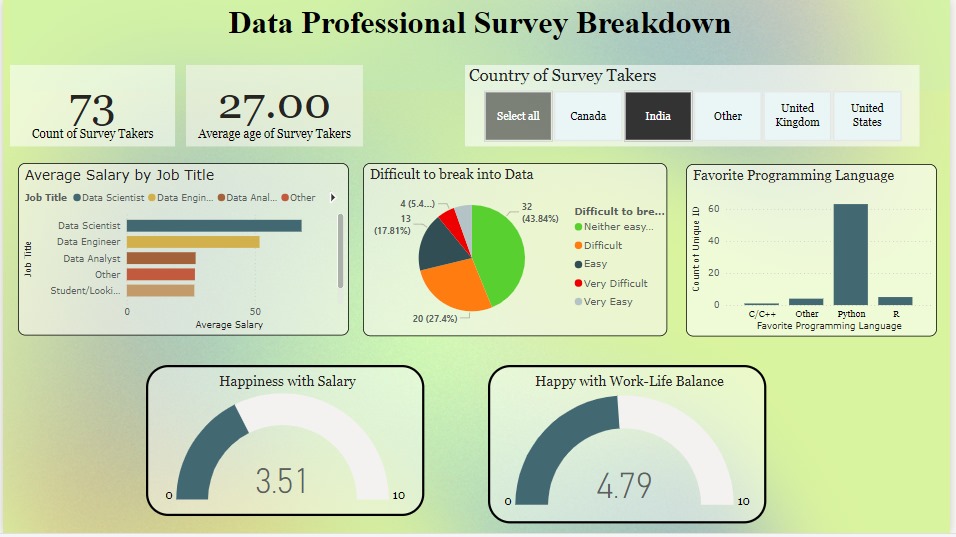 Data Professional Survey Breakdown
73
Count of Survey Takers
27.00
Average age of Survey Takers
Country of Survey Takers
Select all
Canada
India
Other
United
Kingdom
United
States
Average Salary by Job Title
Job Title Data Scientist Data Engin... Data Anal... Other
Job Title
Data Scientist
Data Engineer
Data Analyst
Other
Student/Looki...
0 50
Average Salary
Difficult to break into Data
4 (5.4...)
13
(17.81%)
32
(43.84%)
20 (27.4%)
Difficult to bre...
Neither easy...
Difficult
Easy
Very Difficult
Very Easy
Favorite Programming Language
Count of Unique ID
60
40
20
0
C/C++ Other Python R
Favorite Programming Language
Happiness with Salary
3.51
0 10
Happy with Work-Life Balance
4.79
0 10